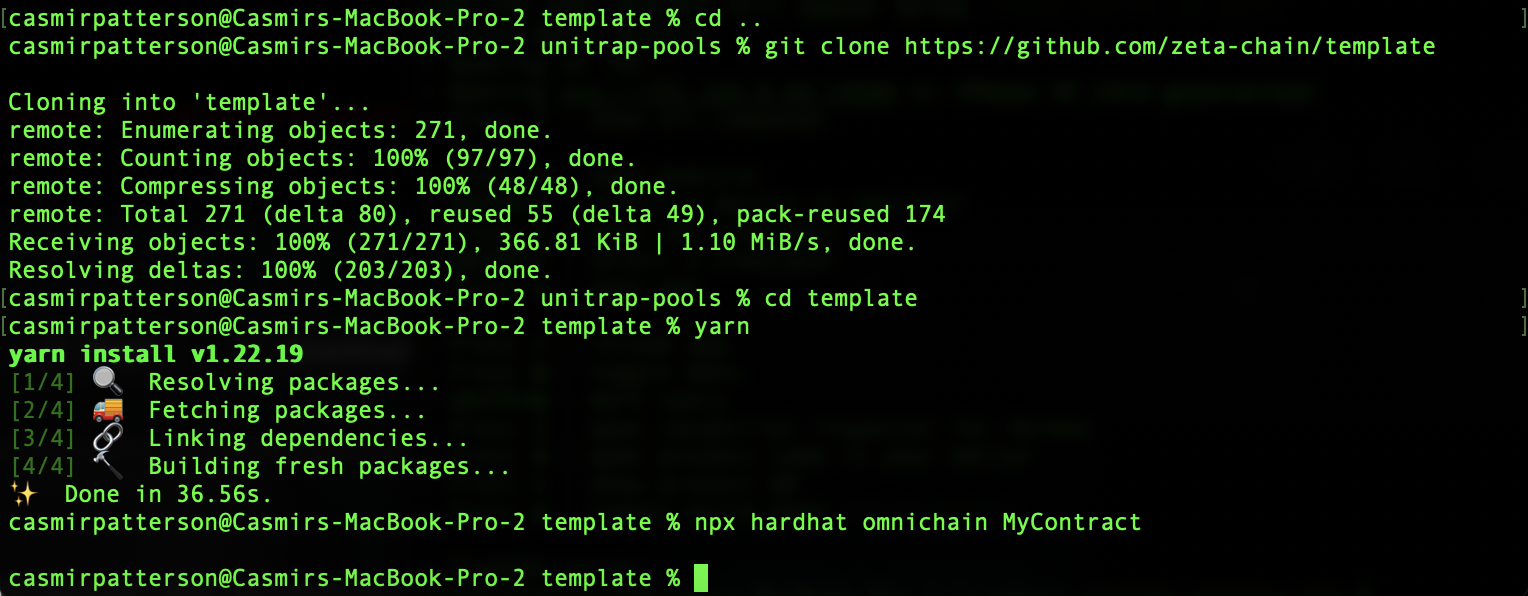 [casmirpatterson@Casmirs-MacBook-Pro-2 template % cd .. ]
casmirpatterson@Casmirs-MacBook-Pro-2 unitrap-pools % git clone https://github.com/zeta-chain/template
Cloning into 'template'...
remote: Enumerating objects: 271, done.
remote: Counting objects: 100% (97/97), done.
remote: Compressing objects: 100% (48/48), done.
remote: Total 271 (delta 80), reused 55 (delta 49), pack-reused 174
Receiving objects: 100% (271/271), 366.81 KiB | 1.10 MiB/s, done.
Resolving deltas: 100% (203/203), done.
[casmirpatterson@Casmirs-MacBook-Pro-2 unitrap-pools % cd template ]
[casmirpatterson@Casmirs-MacBook-Pro-2 template % yarn ]
yarn install v1.22.19
[1/4] 🔍 Resolving packages...
[2/4] 🚚 Fetching packages...
[3/4] 🔗 Linking dependencies...
[4/4] 🔨 Building fresh packages...
✨ Done in 36.56s.
casmirpatterson@Casmirs-MacBook-Pro-2 template % npx hardhat omnichain MyContract
casmirpatterson@Casmirs-MacBook-Pro-2 template %